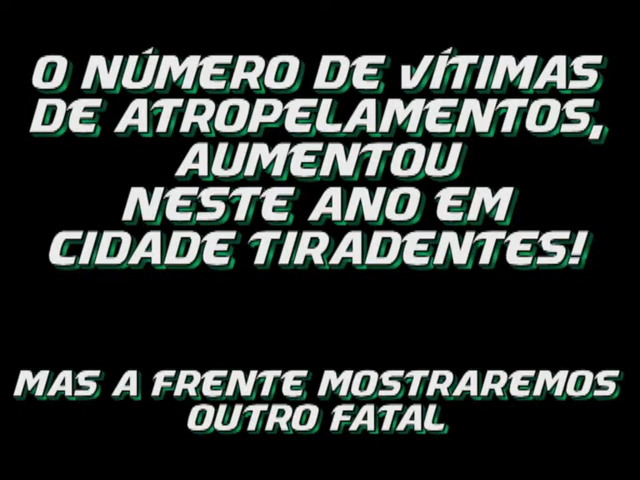 O NÚMERO DE VÍTIMAS
DE ATROPELAMENTOS,
AUMENTOU
NESTE ANO EM
CIDADE TIRADENTES!
MAS A FRENTE MOSTRAREMOS
OUTRO FATAL